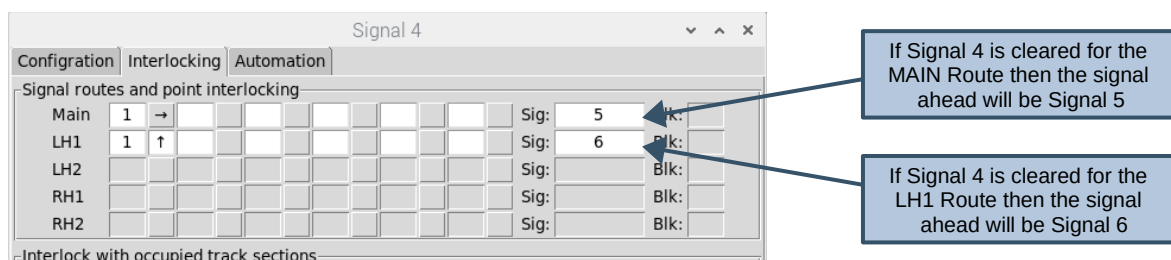 Signal 4
Configration Interlocking Automation
Signal routes and point interlocking
Main 1 → Sig: 5 Blk:
LH1 1 ↑ Sig: 6 Blk:
LH2 Sig: Blk:
RH1 Sig: Blk:
RH2 Sig: Blk:
Interlock with occupied track sections
If Signal 4 is cleared for the
MAIN Route then the signal
ahead will be Signal 5
If Signal 4 is cleared for the
LH1 Route then the signal
ahead will be Signal 6